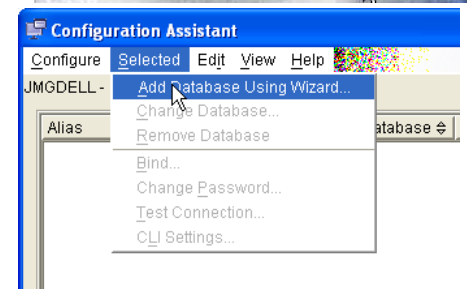 Configuration Assistant
Configure Selected Edit View Help
JMGDELL -
Add Database Using Wizard...
Change Database...
Alias atabase
Remove Database
Bind...
Change Password...
Test Connection...
CLI Settings...